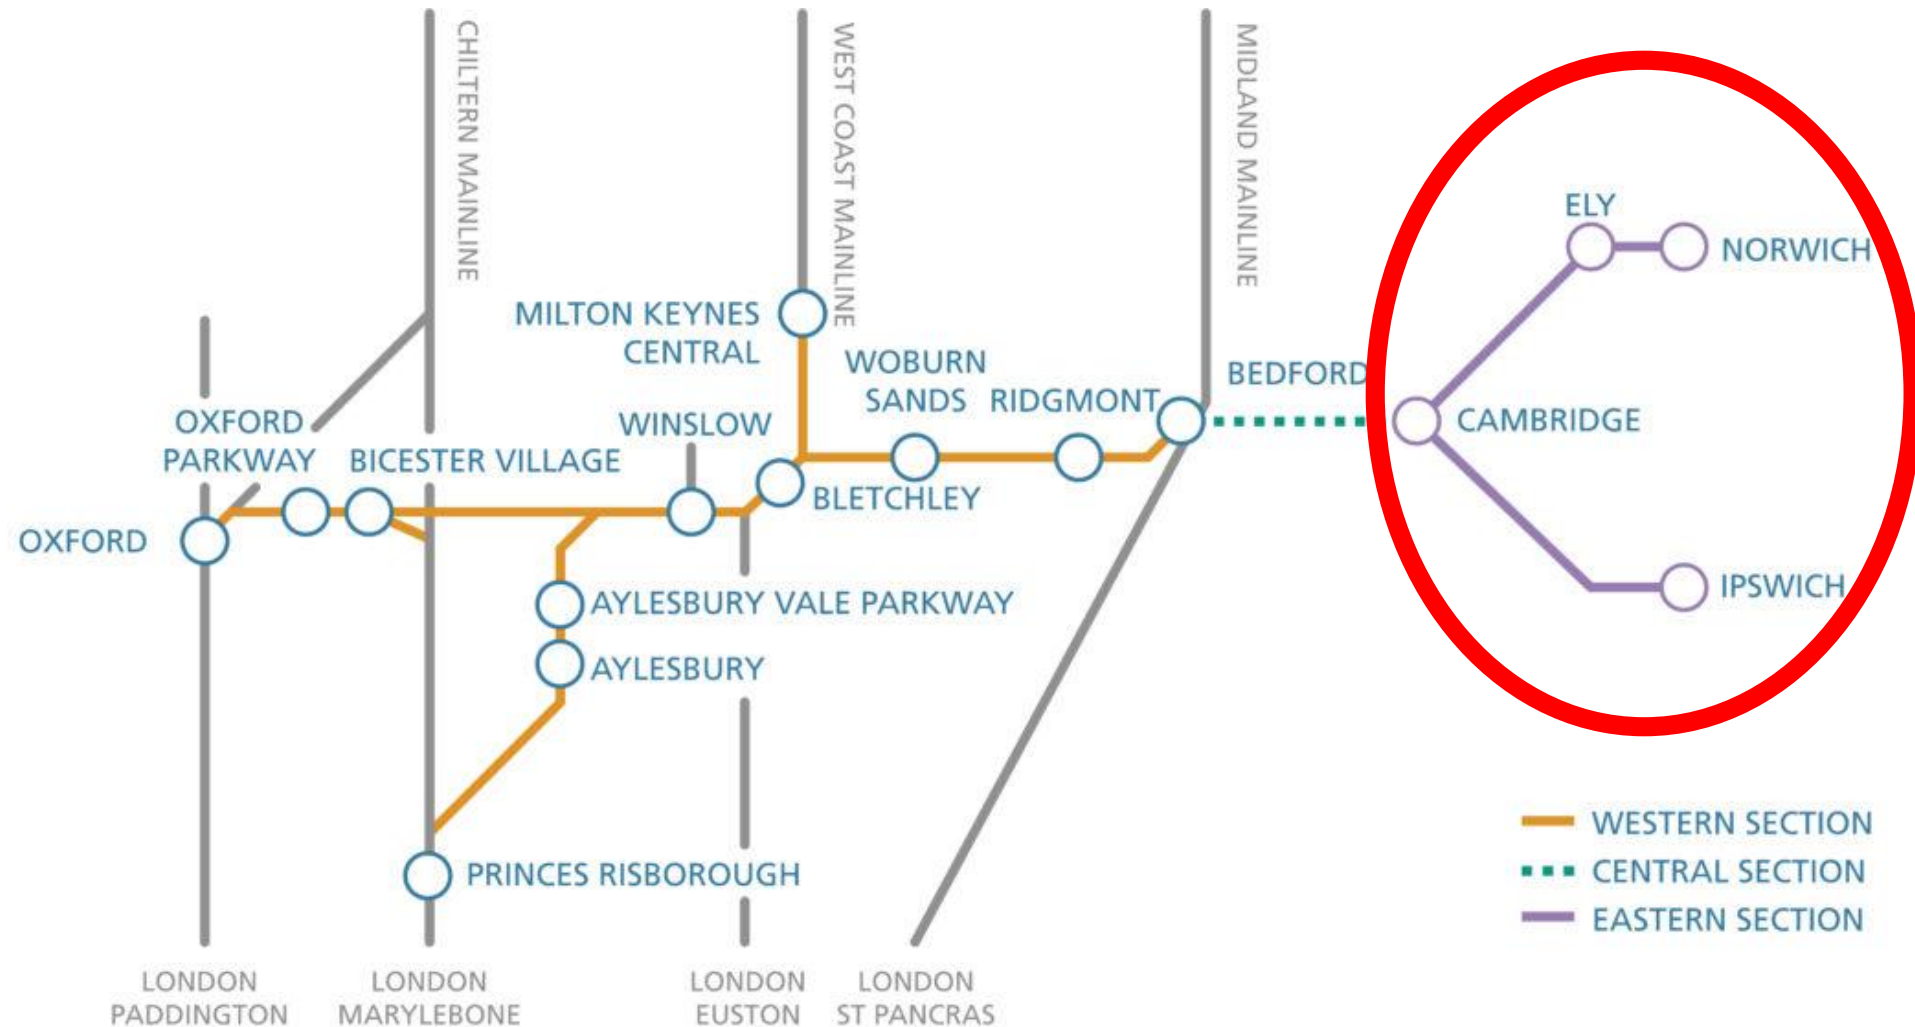 CHILTERN MAINLINE
WEST COAST MAINLINE
MIDLAND MAINLINE
ELY
NORWICH
MILTON KEYNES
CENTRAL
WOBURN
SANDS
RIDGMONT
BEDFORD
CAMBRIDGE
OXFORD
PARKWAY
BICESTER VILLAGE
WINSLOW
BLETCHLEY
OXFORD
AYLESBURY VALE PARKWAY
IPSWICH
AYLESBURY
PRINCES RISBOROUGH
WESTERN SECTION
CENTRAL SECTION
EASTERN SECTION
LONDON
PADDINGTON
LONDON
MARYLEBONE
LONDON
EUSTON
LONDON
ST PANCRAS